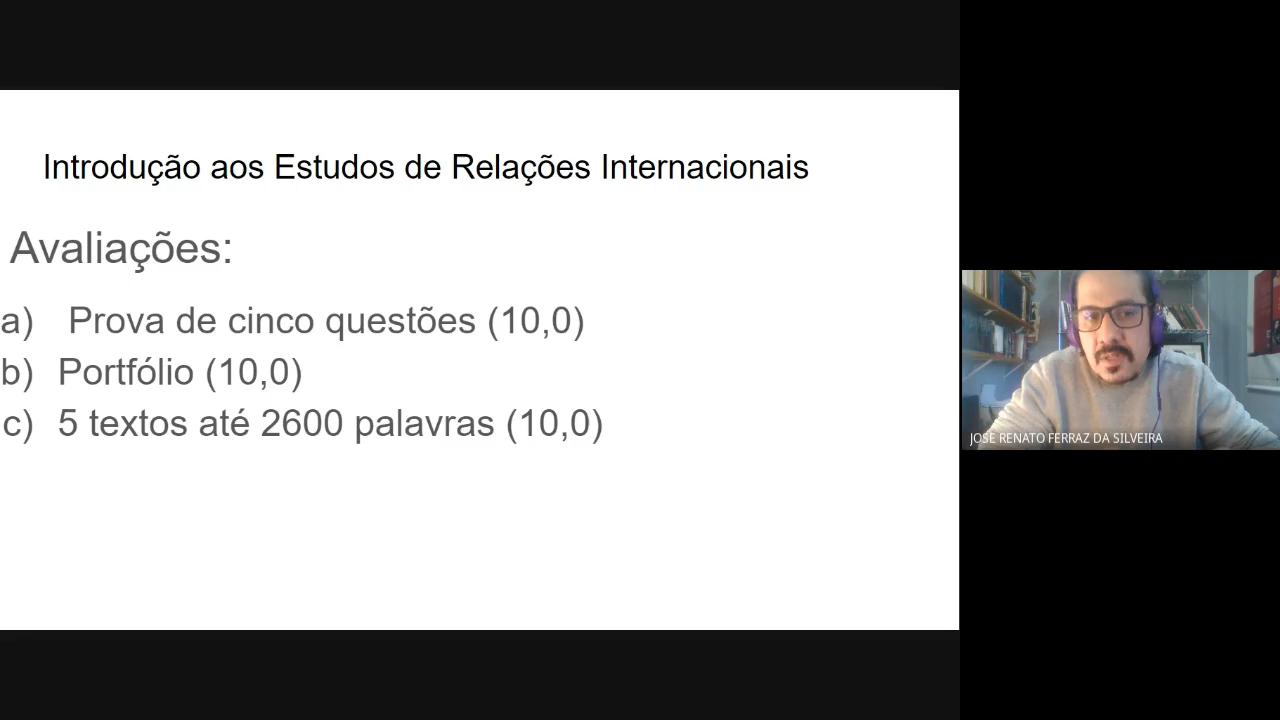 Introdução aos Estudos de Relações Internacionais
Avaliações:
a) Prova de cinco questões (10,0)
b) Portfólio (10,0)
c) 5 textos até 2600 palavras (10,0)
JOSE RENATO FERRAZ DA SILVEIRA